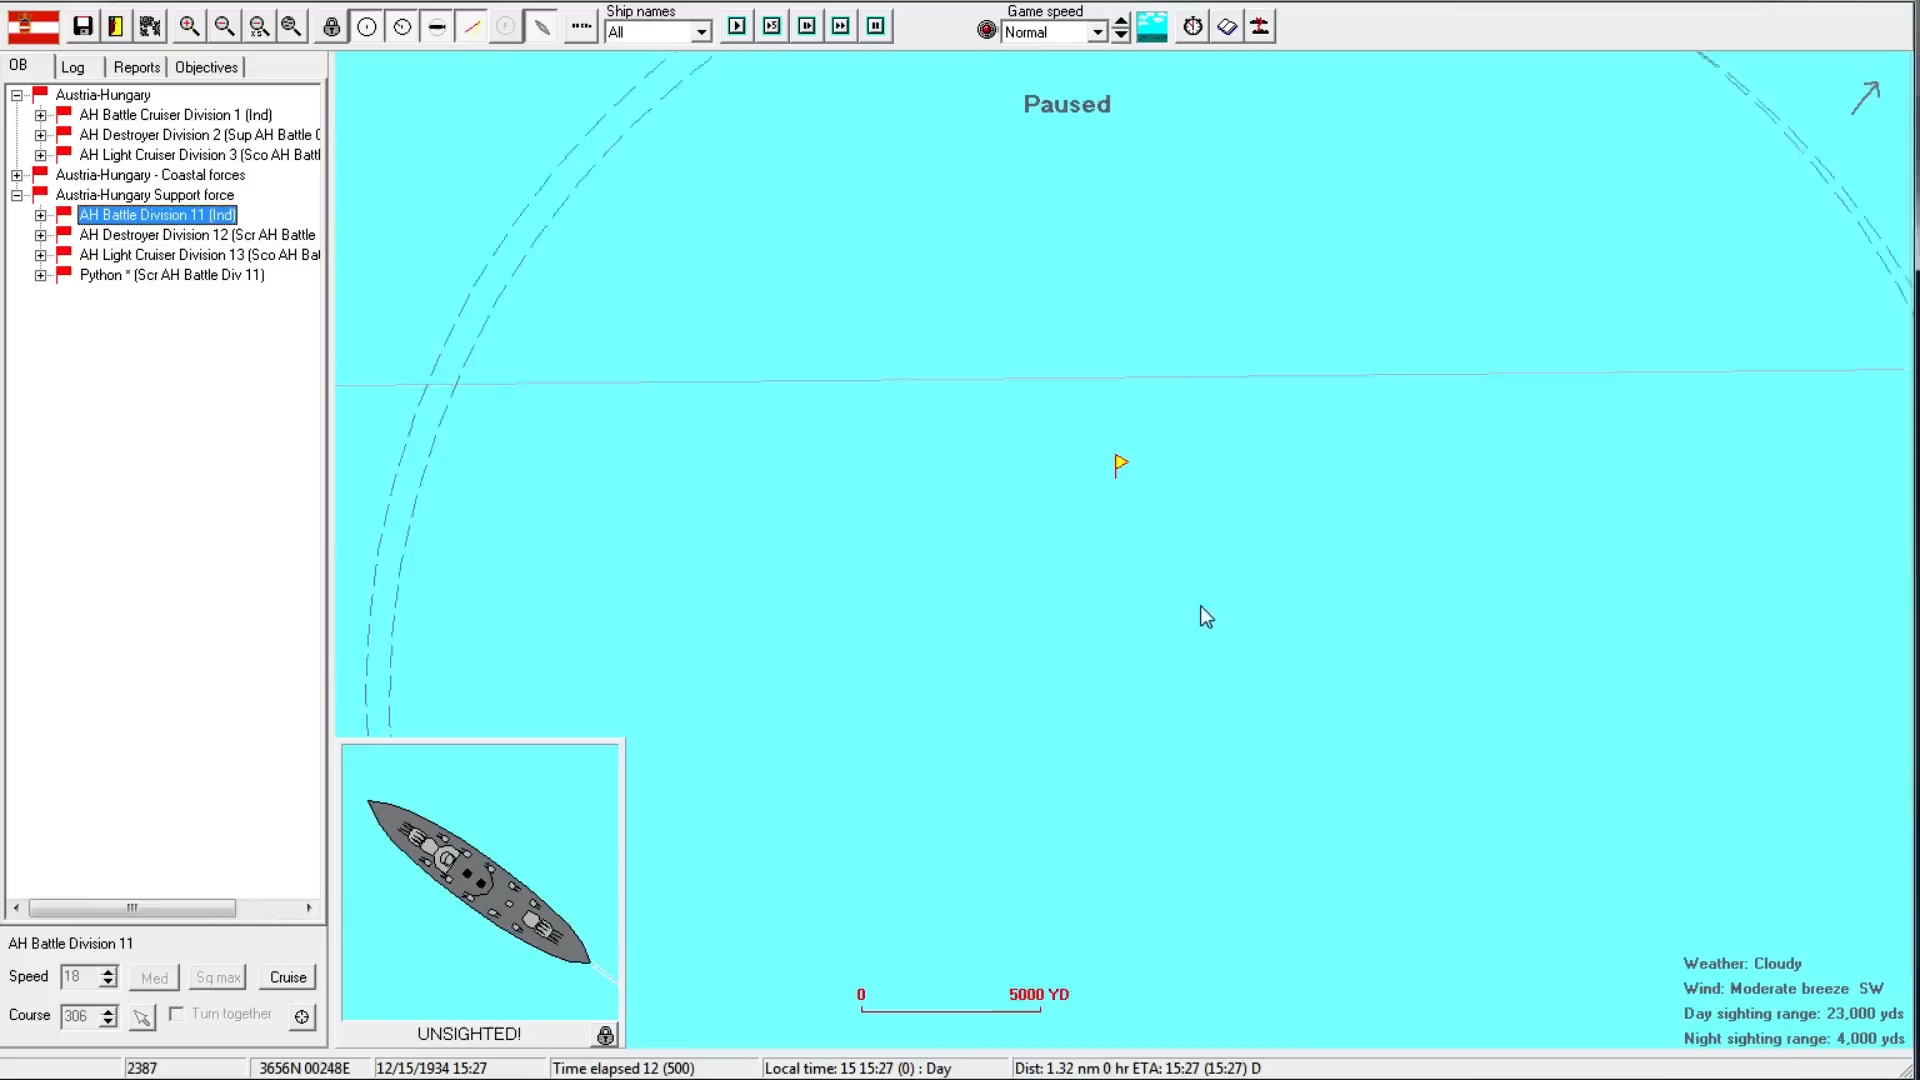 Ship names
All
Game speed
Normal
OB
Log
Reports
Objectives
Paused
Austria-Hungary
AH Battle Cruiser Division 1 (Ind)
AH Destroyer Division 2 (Sup AH Battle
AH Light Cruiser Division 3 (Sco AH Batt
Austria-Hungary - Coastal forces
Austria-Hungary Support force
AH Battle Division 11 (Ind)
AH Destroyer Division 12 (Scr AH Battle
AH Light Cruiser Division 13 (Sco AH Bat
Python * (Scr AH Battle Div 11)
AH Battle Division 11
Speed 18 Med Sq max Cruise
Course 306 Turn together
UNSIGHTED!
0 5000 YD
Weather: Cloudy
Wind: Moderate breeze SW
Day sighting range: 23,000 yds
Night sighting range: 4,000 yds
2387 3656N 00248E 12/15/1934 15:27 Time elapsed 12 (500) Local time: 15 15:27 (0) : Day Dist: 1.32 nm 0 hr ETA: 15:27 (15:27) D